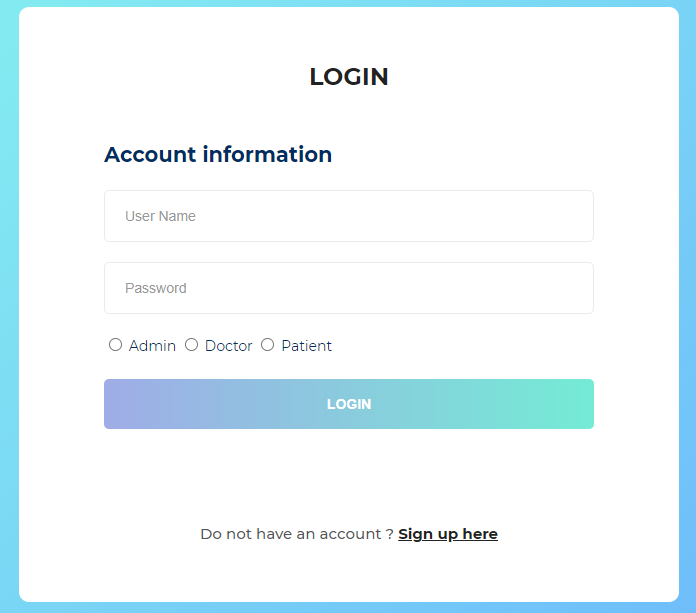 LOGIN
Account information
User Name
Password
Admin Doctor Patient
LOGIN
Do not have an account ? Sign up here